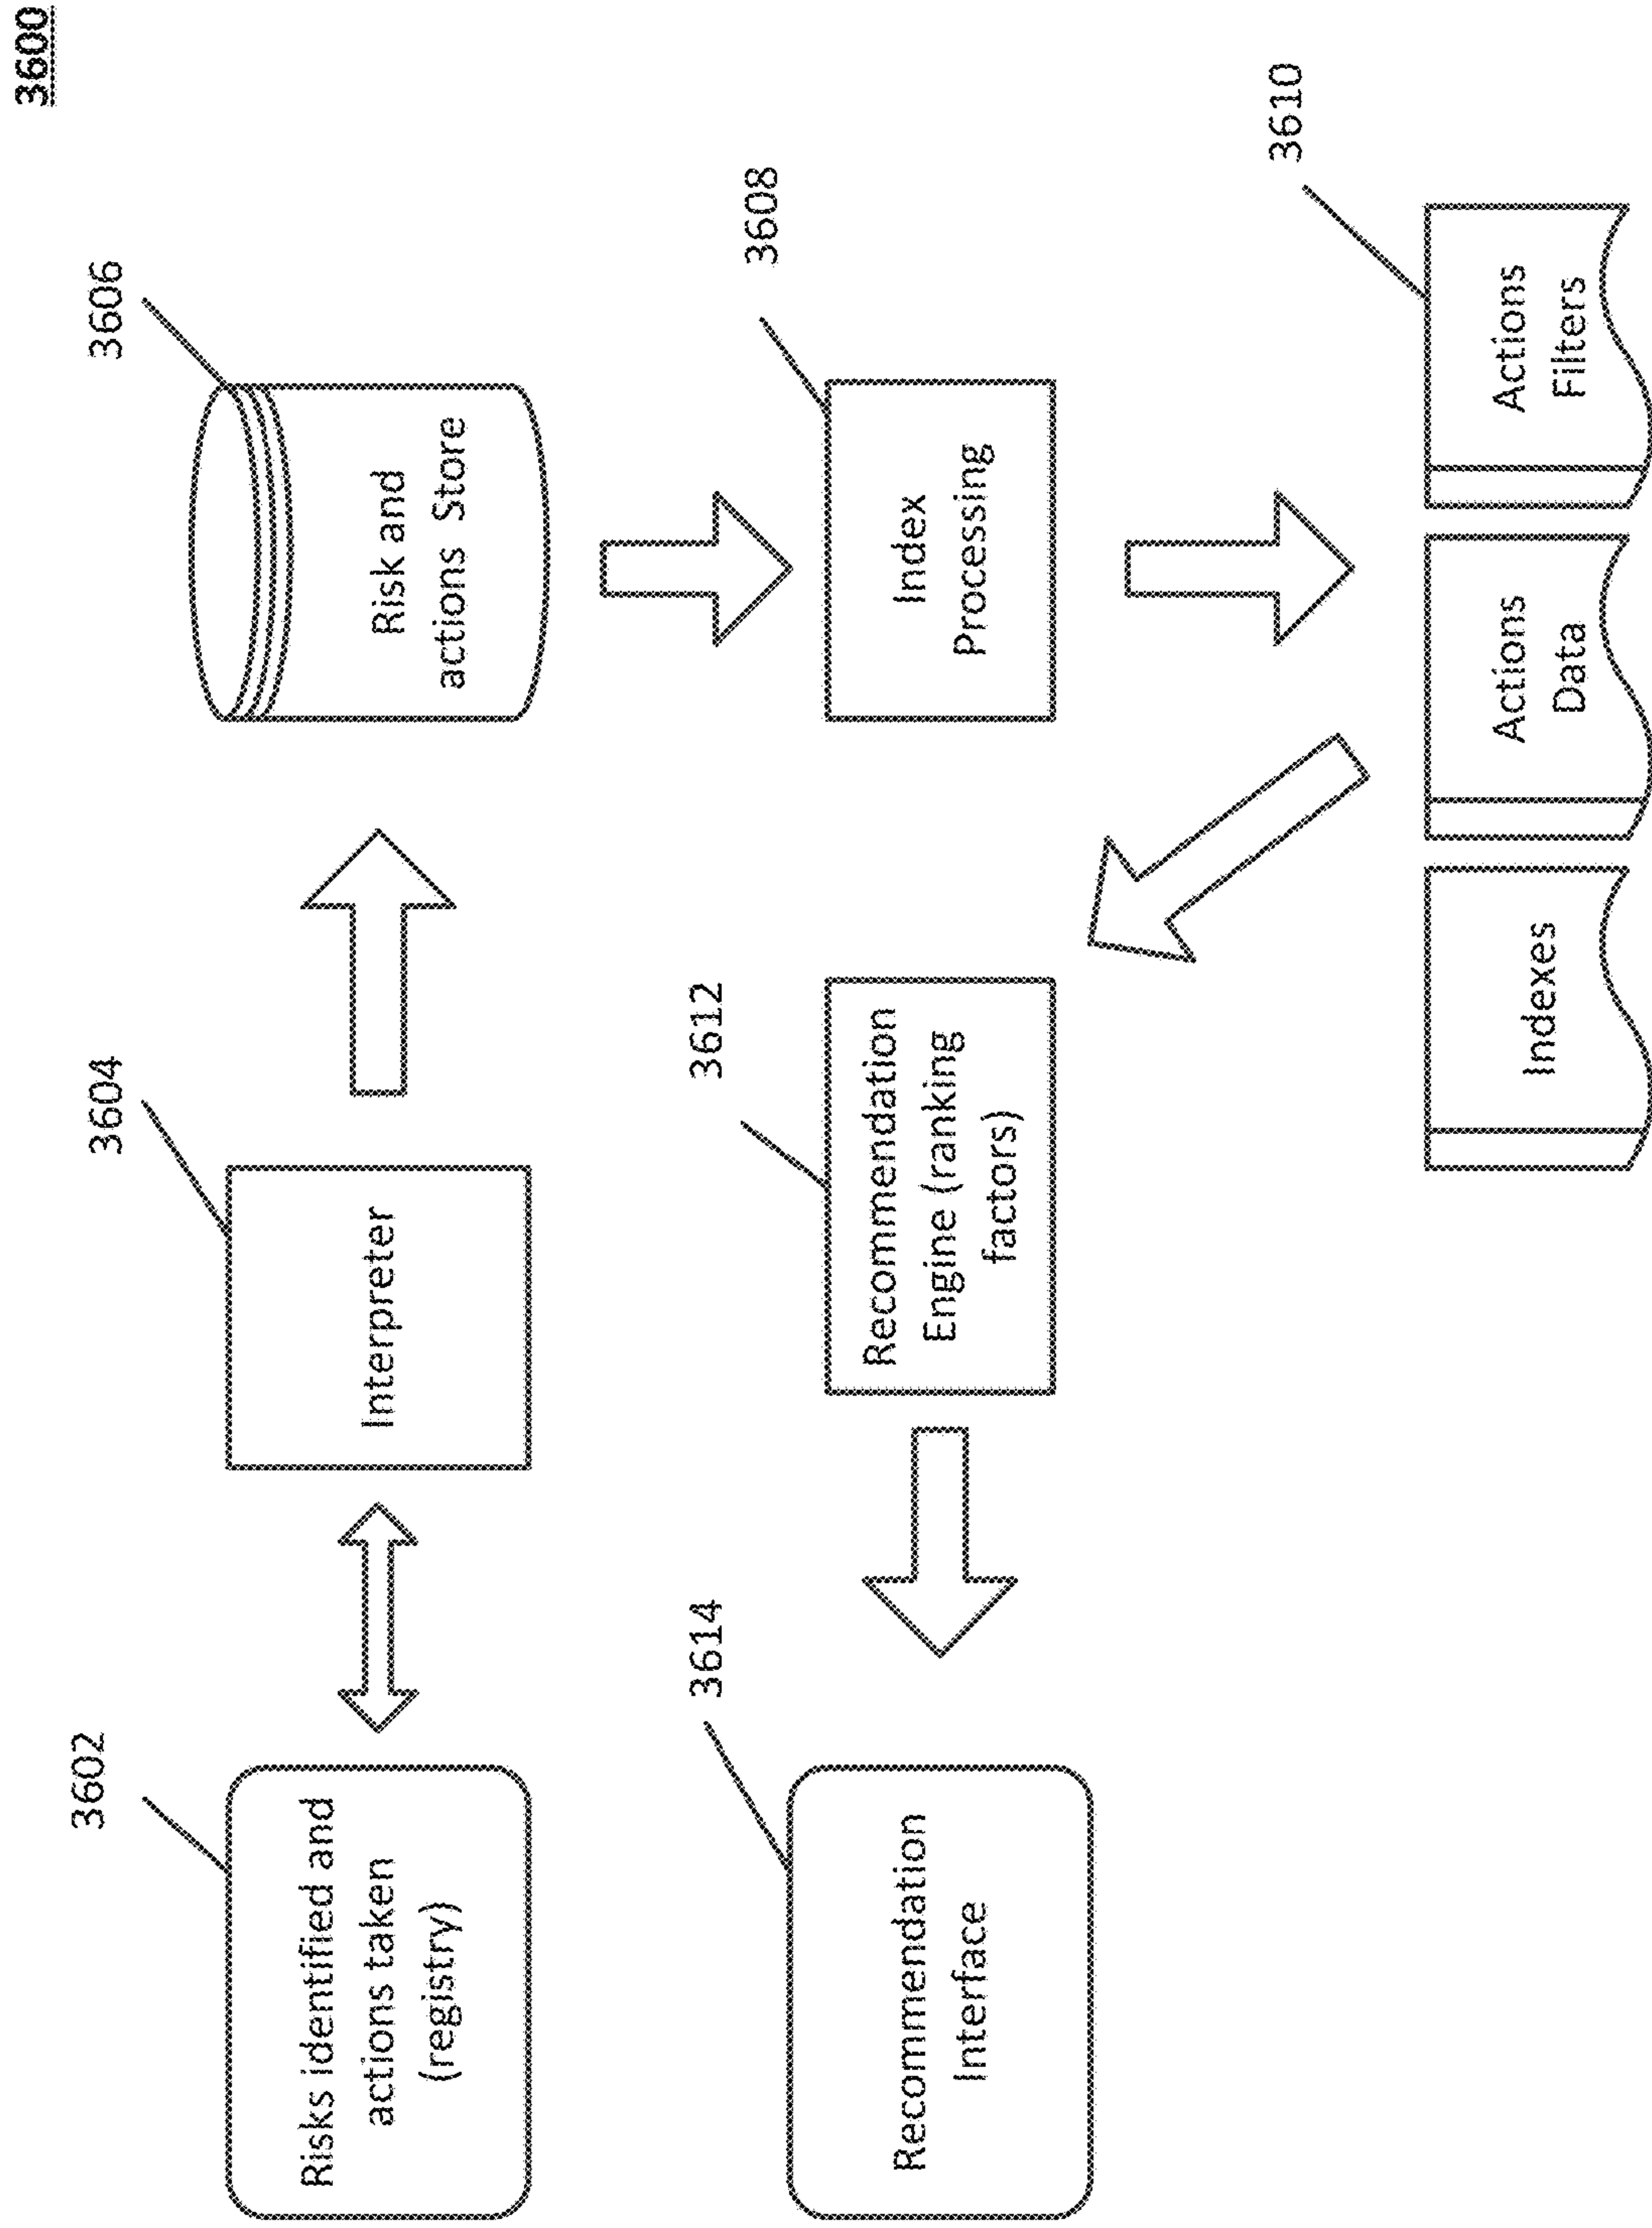 3600
3602
Risks identified and
actions taken
(registry)
3604
Interpreter
3606
Risk and
actions Store
3614
Recommendation
Interface
3612
Recommendation
Engine (ranking
factors)
3608
Index
Processing
3610
Indexes
Actions
Data
Actions
Filters